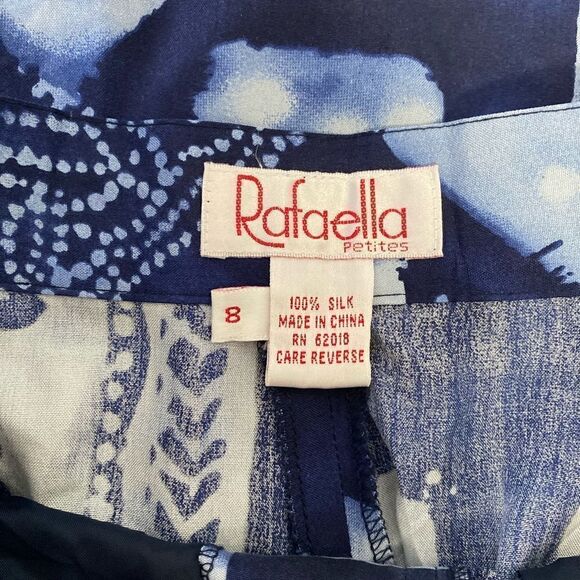 Rafaella
Petites
8
100% SILK
MADE IN CHINA
RN 62018
CARE REVERSE